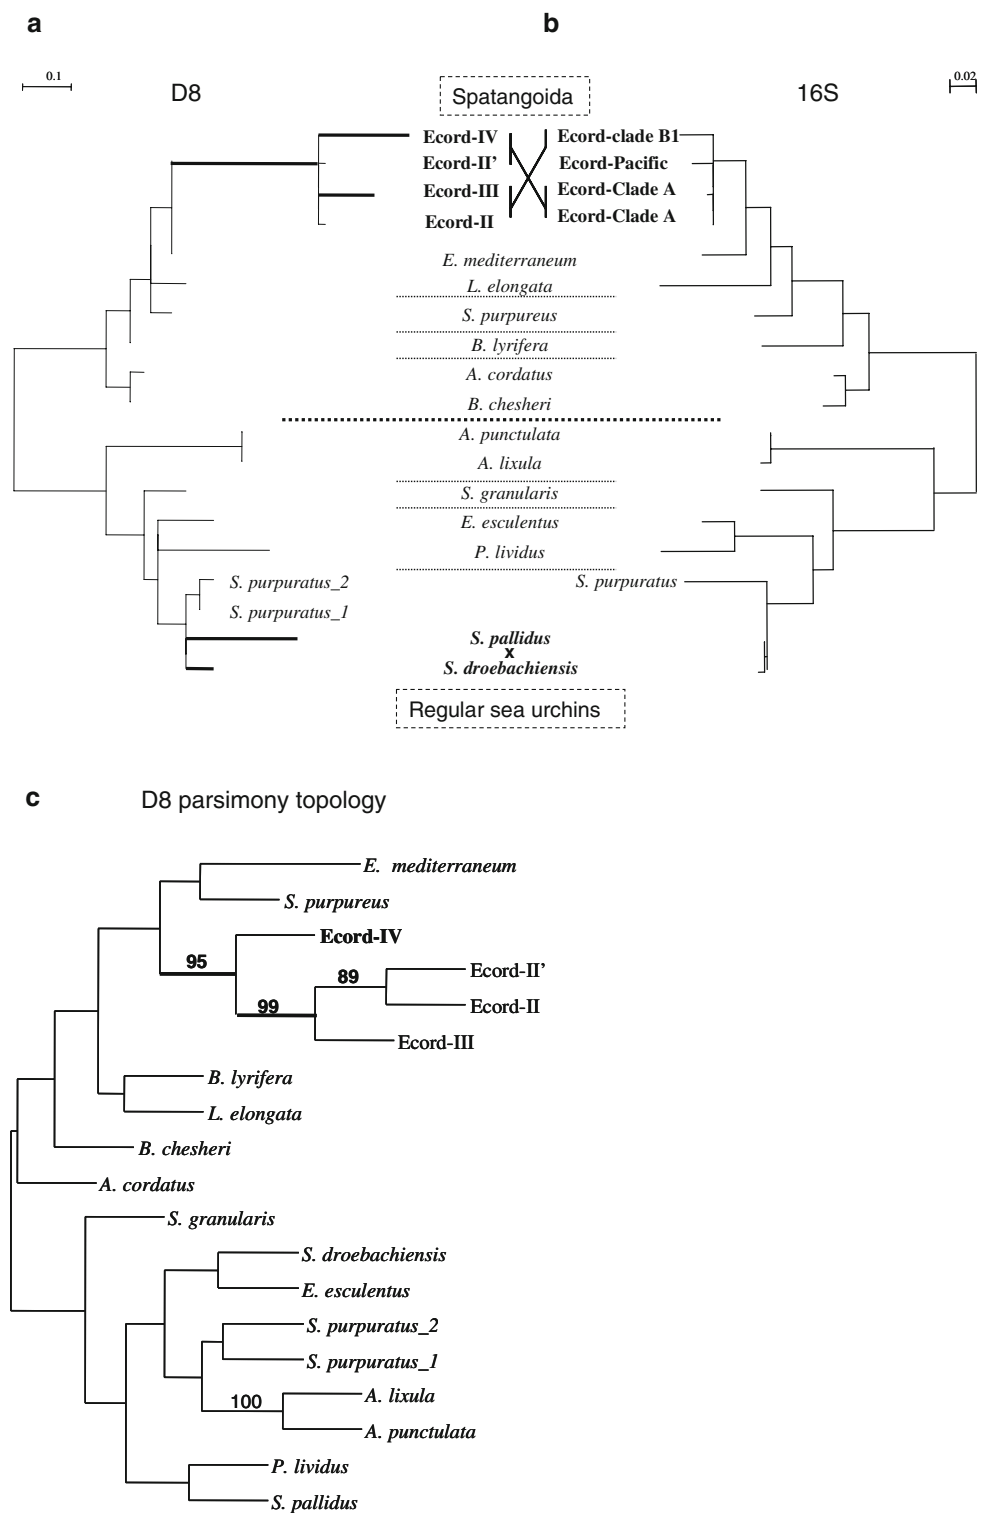 a
b
0.1
D8
Spatangoida
16S
0.02
Ecord-IV
Ecord-clade B1
Ecord-II’
Ecord-Pacific
Ecord-III
Ecord-Clade A
Ecord-II
Ecord-Clade A
E. mediterraneum
L. elongata
S. purpureus
B. lyrifera
A. cordatus
B. chesheri
A. punctulata
A. lixula
S. granularis
E. esculentus
P. lividus
S. purpuratus_2
S. purpuratus
S. purpuratus_1
S. pallidus
x
S. droebachiensis
Regular sea urchins
c
D8 parsimony topology
E. mediterraneum
S. purpureus
Ecord-IV
95
89
Ecord-II’
99
Ecord-II
Ecord-III
B. lyrifera
L. elongata
B. chesheri
A. cordatus
S. granularis
S. droebachiensis
E. esculentus
S. purpuratus_2
S. purpuratus_1
100
A. lixula
A. punctulata
P. lividus
S. pallidus